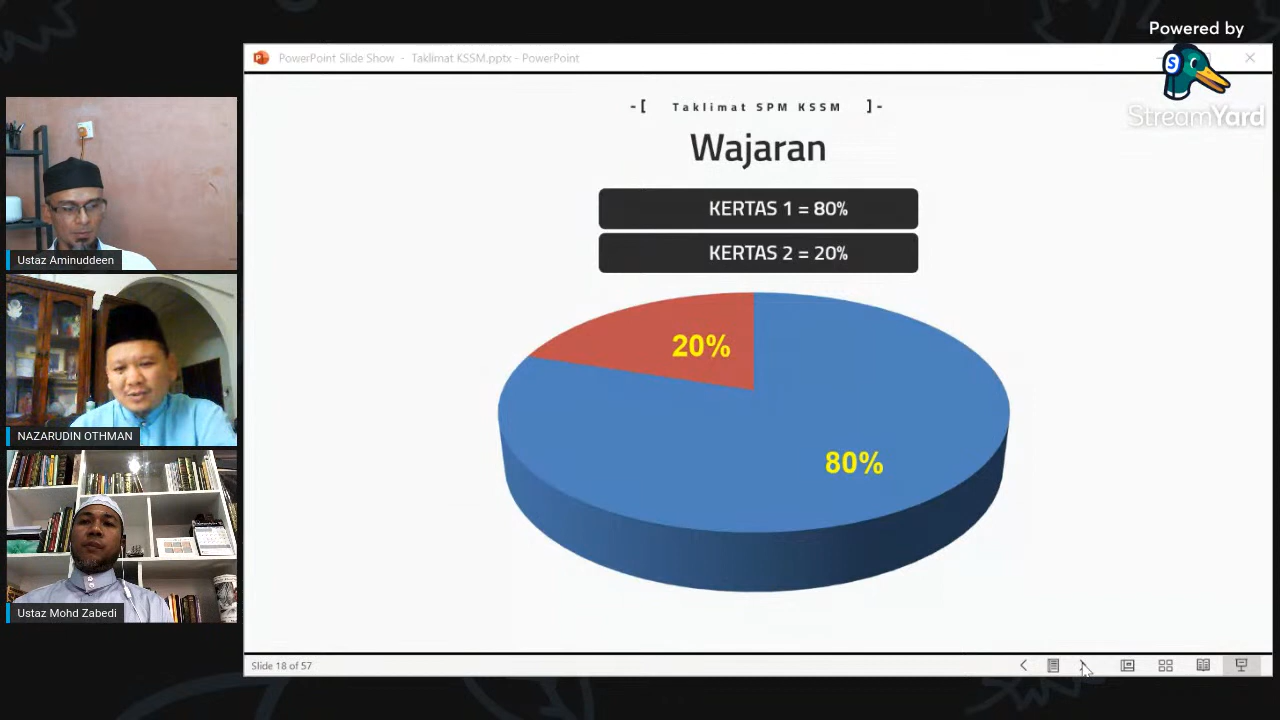 Powered by
StreamYard
PowerPoint Slide Show - Taklimat KSSM.pptx - PowerPoint
-[ Taklimat SPM KSSM ]-
Wajaran
KERTAS 1 = 80%
KERTAS 2 = 20%
20%
80%
Ustaz Aminuddeen
NAZARUDIN OTHMAN
Ustaz Mohd Zabedi
Slide 18 of 57